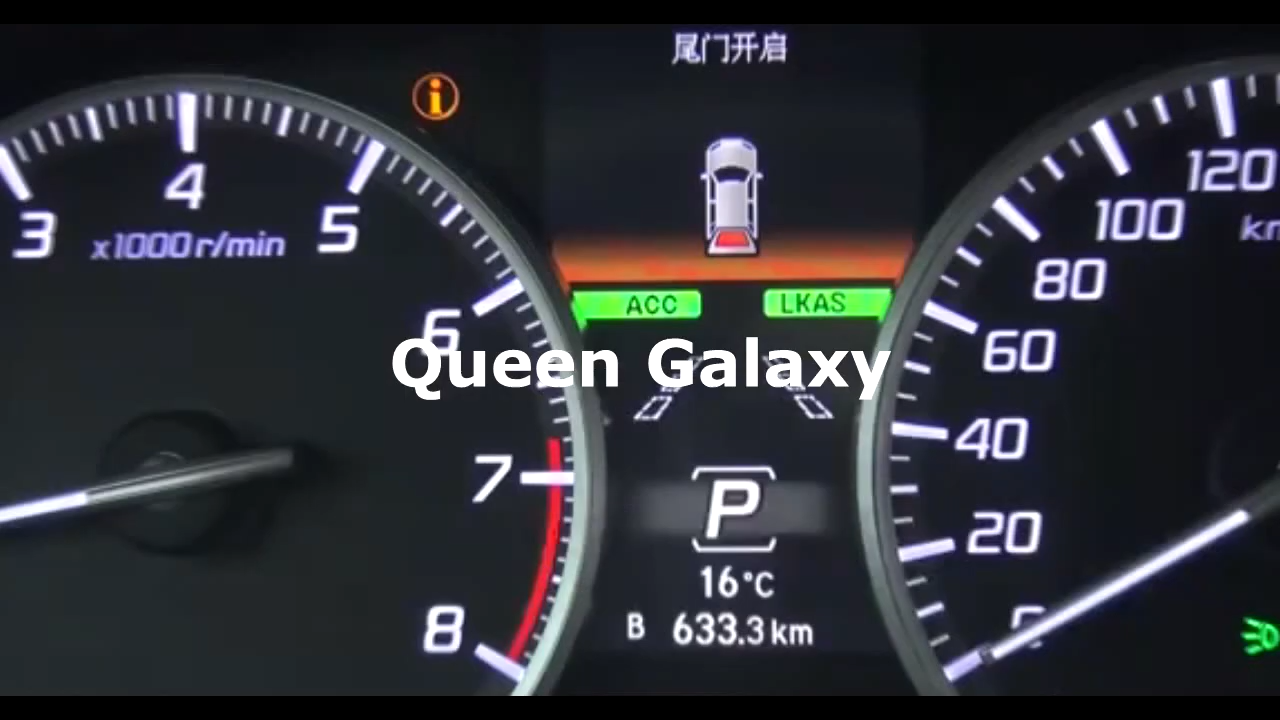 尾门开启
i
4
120
3
x1000 r/min
5
100
km
80
ACC
LKAS
6
60
Queen Galaxy
40
7
P
20
16°C
8
B 633.3 km